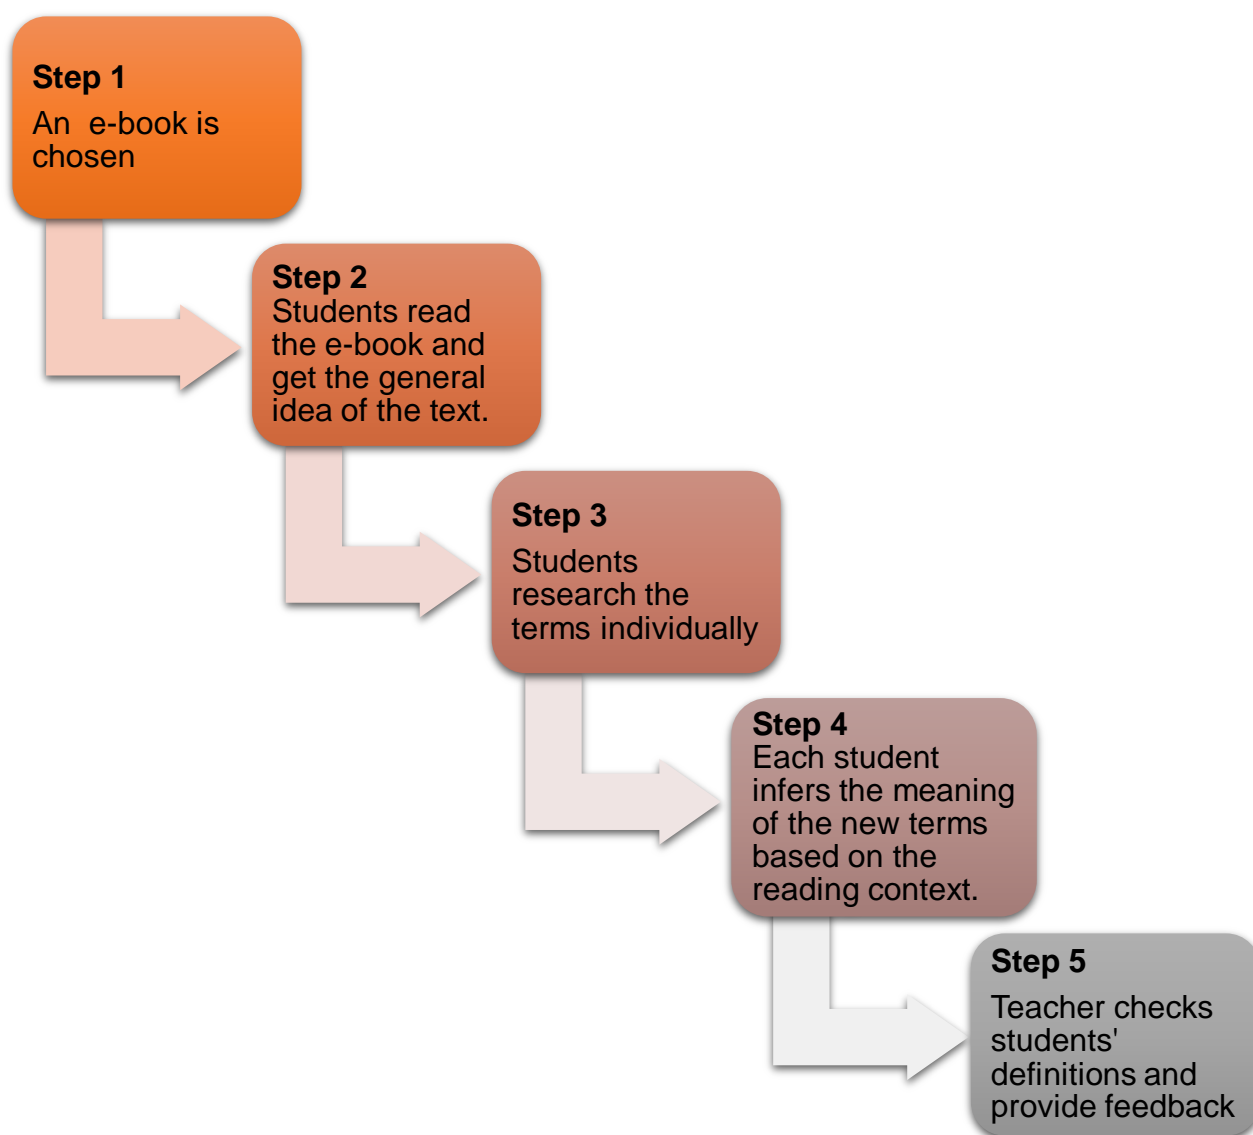 Step 1
An e-book is
chosen
Step 2
Students read
the e-book and
get the general
idea of the text.
Step 3
Students
research the
terms individually
Step 4
Each student
infers the meaning
of the new terms
based on the
reading context.
Step 5
Teacher checks
students'
definitions and
provide feedback